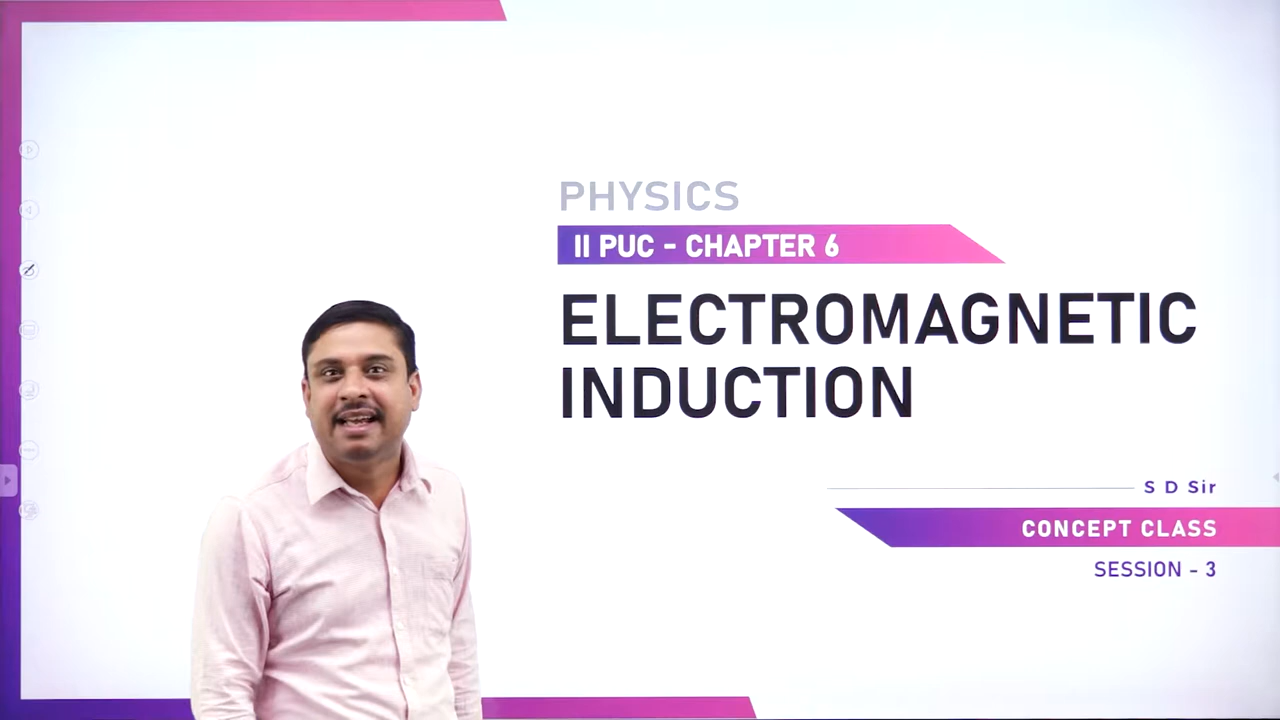 PHYSICS
II PUC - CHAPTER 6
ELECTROMAGNETIC
INDUCTION
S D Sir
CONCEPT CLASS
SESSION - 3